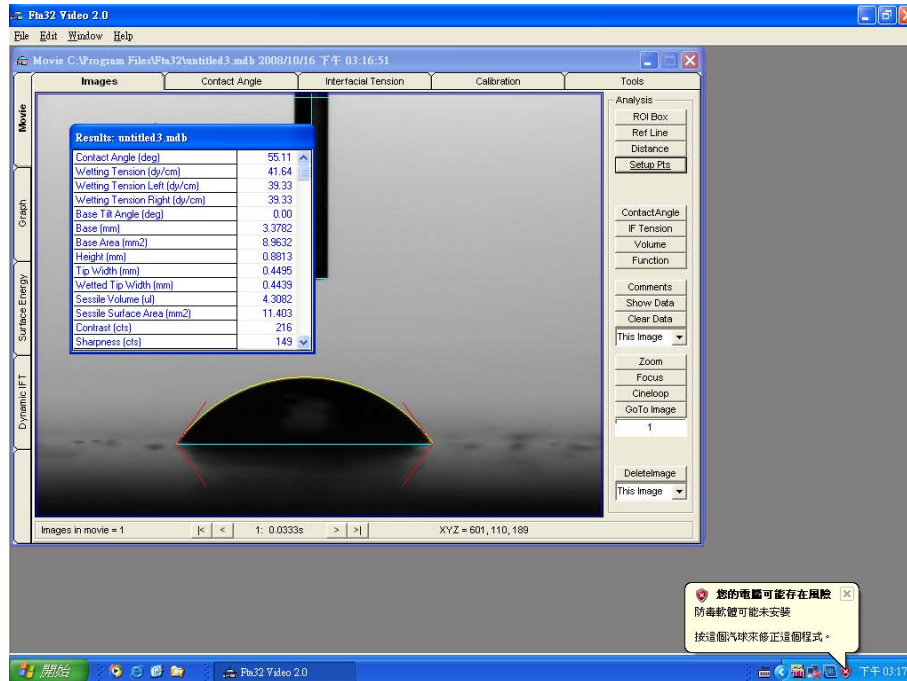 Fta32 Video 2.0
File Edit Window Help
Movie C:\Program Files\Fta32\untitled3.mdb 2008/10/16 下午 03:16:51
Images Contact Angle Interfacial Tension Calibration Tools
Movie
Graph
Surface Energy
Dynamic IFT
Results: untitled3.mdb
Contact Angle (deg) 55.11
Wetting Tension (dy/cm) 41.64
Wetting Tension Left (dy/cm) 39.33
Wetting Tension Right (dy/cm) 39.33
Base Tilt Angle (deg) 0.00
Base (mm) 3.3782
Base Area (mm2) 8.9632
Height (mm) 0.8813
Tip Width (mm) 0.4495
Wetted Tip Width (mm) 0.4439
Sessile Volume (ul) 4.3082
Sessile Surface Area (mm2) 11.403
Contrast (cts) 216
Sharpness (cts) 149
Analysis
ROI Box
Ref Line
Distance
Setup Pts
ContactAngle
IF Tension
Volume
Function
Comments
Show Data
Clear Data
This Image
Zoom
Focus
Cineloop
GoTo Image
1
DeleteImage
This Image
Images in movie = 1 |< < 1: 0.0333s > >| XYZ = 601, 110, 189
您的電腦可能存在風險
防毒軟體可能未安裝
按這個汽球來修正這個程式。
開始 Fta32 Video 2.0 下午 03:17